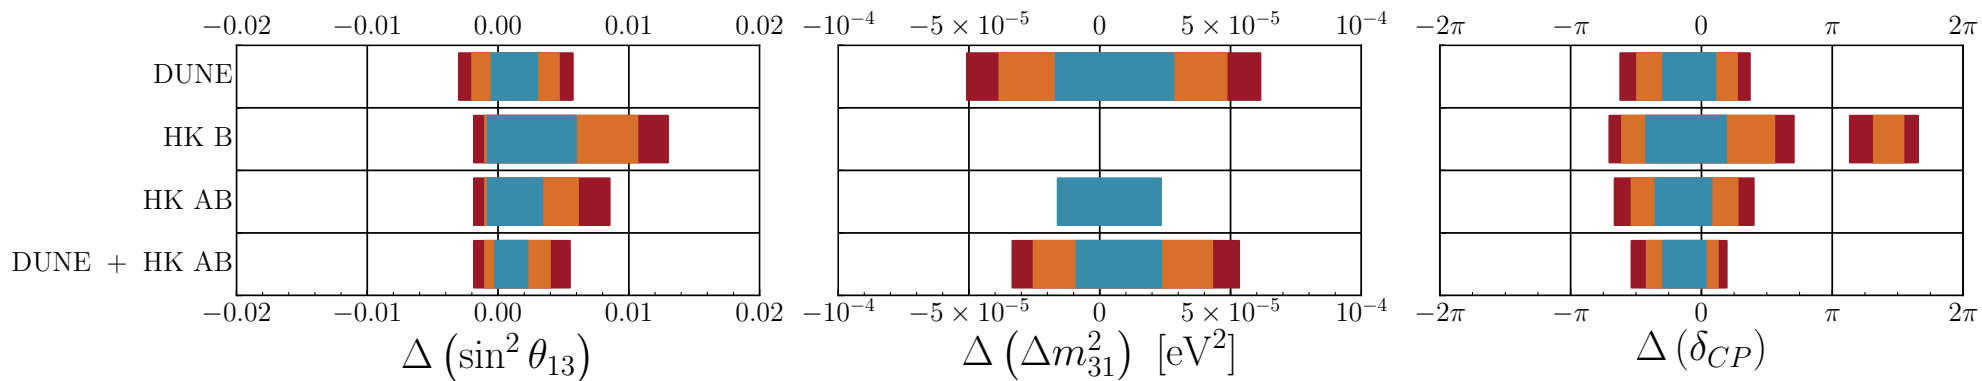 −0.02 −0.01 0.00 0.01 0.02 −10⁻⁴ −5 × 10⁻⁵ 0 5 × 10⁻⁵ 10⁻⁴ −2π −π 0 π 2π
DUNE
HK B
HK AB
DUNE + HK AB
−0.02 −0.01 0.00 0.01 0.02 −10⁻⁴ −5 × 10⁻⁵ 0 5 × 10⁻⁵ 10⁻⁴ −2π −π 0 π 2π
Δ (sin² θ₁₃) Δ (Δm²₃₁) [eV²] Δ (δ_CP)